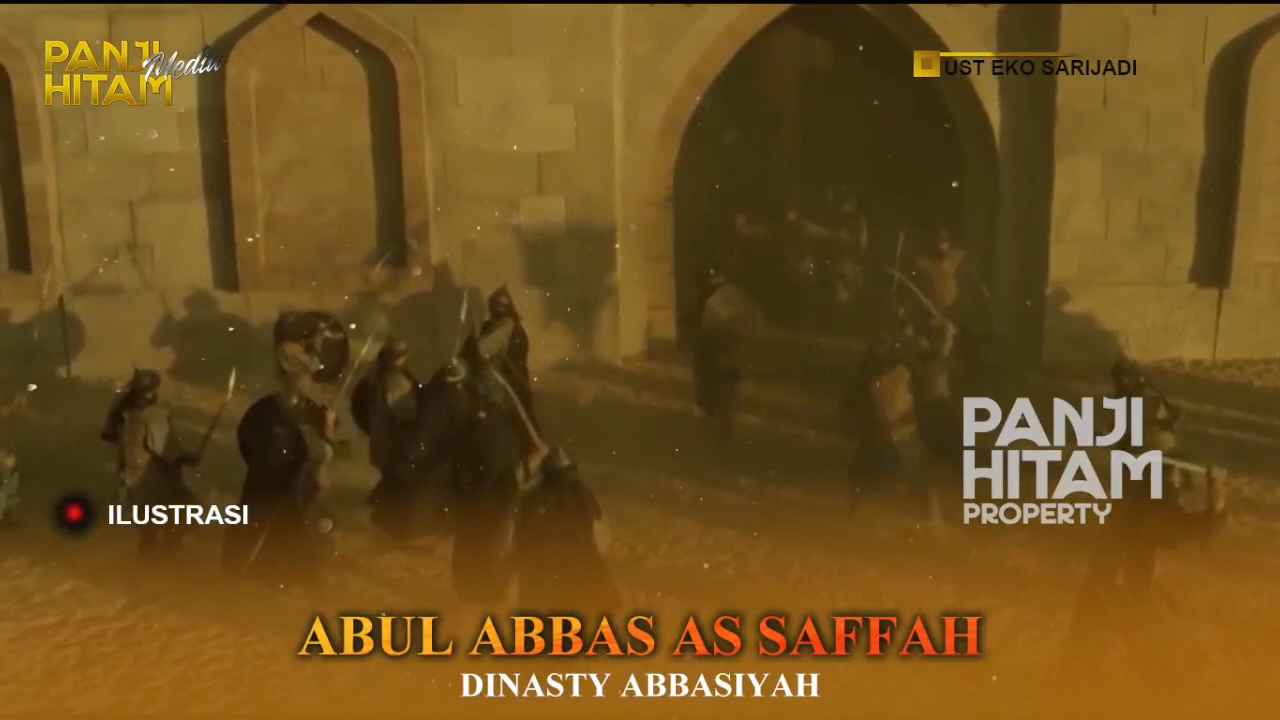 PANJI
HITAM
Media
UST EKO SARIJADI
PANJI
HITAM
PROPERTY
ILUSTRASI
ABUL ABBAS AS SAFFAH
DINASTY ABBASIYAH